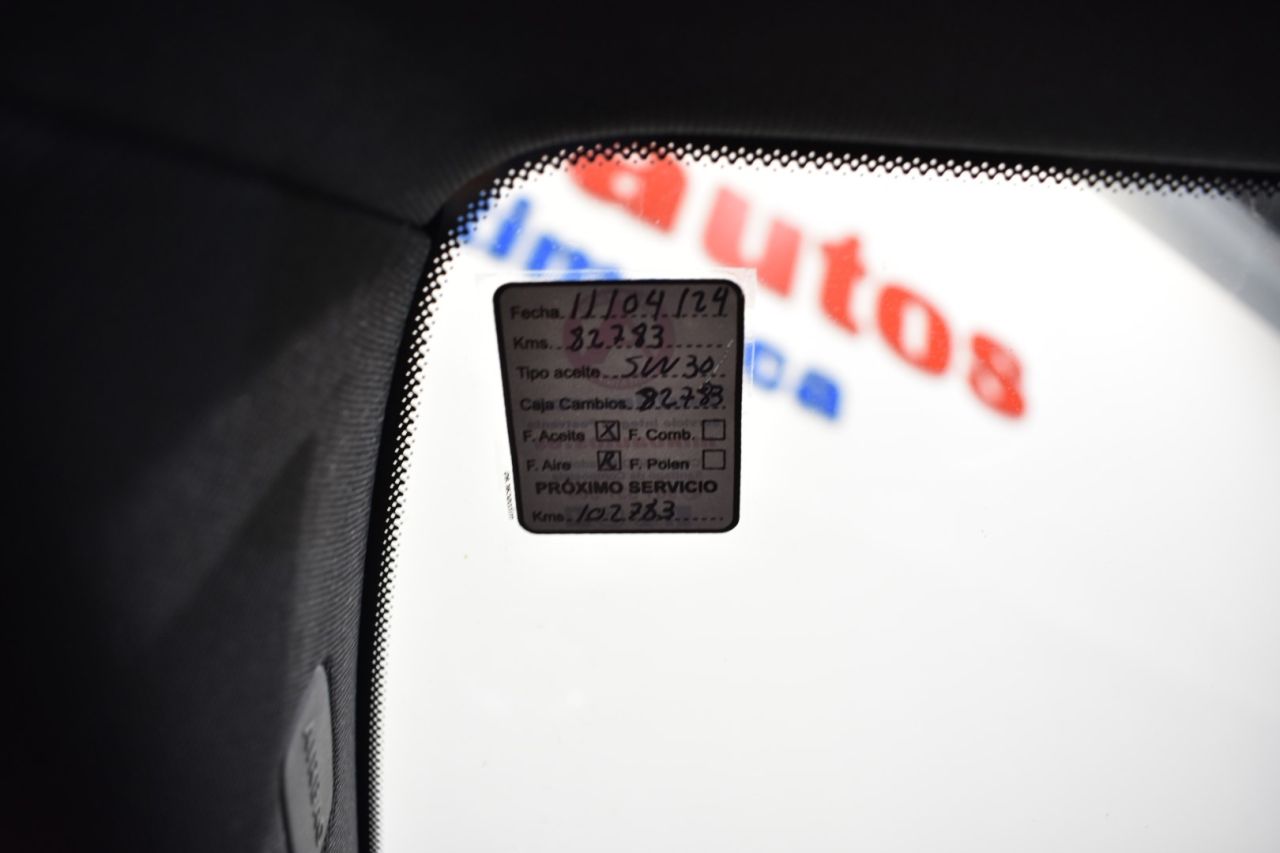 autos
Fecha 11/04/24
Kms. 82783
Tipo aceite 5W30
Caja Cambios. 82783
F. Aceite X F. Comb.
F. Aire R F. Polen
PRÓXIMO SERVICIO
Kms. 102783
AIRBAG